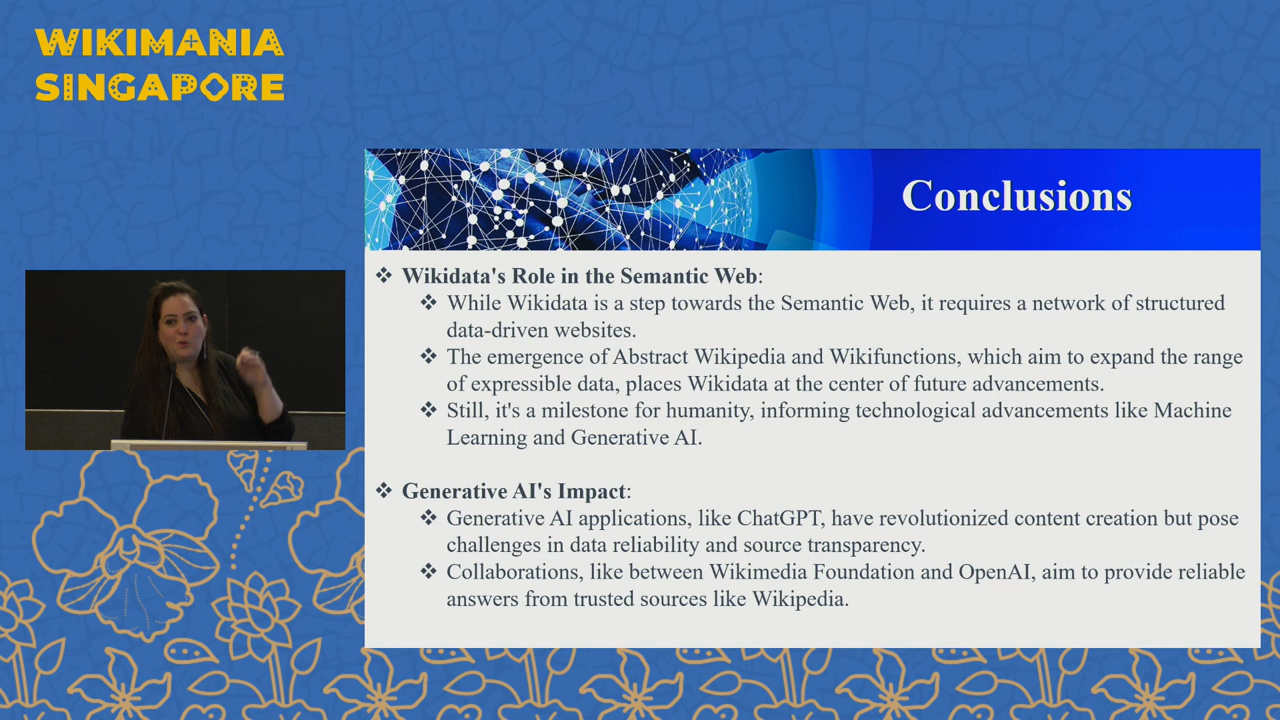 WIKIMANIA
SINGAPORE
Conclusions
❖ Wikidata's Role in the Semantic Web:
❖ While Wikidata is a step towards the Semantic Web, it requires a network of structured
data-driven websites.
❖ The emergence of Abstract Wikipedia and Wikifunctions, which aim to expand the range
of expressible data, places Wikidata at the center of future advancements.
❖ Still, it's a milestone for humanity, informing technological advancements like Machine
Learning and Generative AI.
❖ Generative AI's Impact:
❖ Generative AI applications, like ChatGPT, have revolutionized content creation but pose
challenges in data reliability and source transparency.
❖ Collaborations, like between Wikimedia Foundation and OpenAI, aim to provide reliable
answers from trusted sources like Wikipedia.